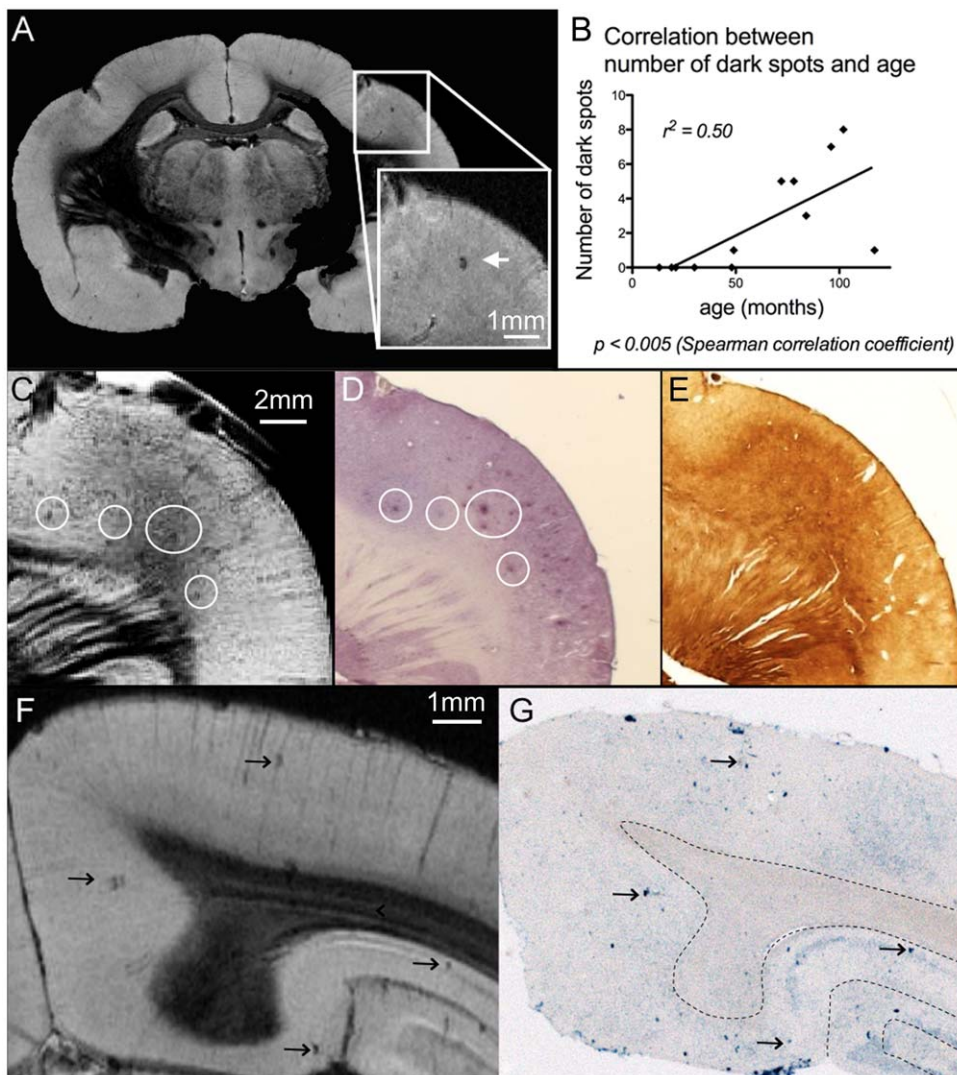 A
1mm
B
Correlation between
number of dark spots and age
r² = 0.50
Number of dark spots
10
8
6
4
2
0
0
50
100
age (months)
p < 0.005 (Spearman correlation coefficient)
C
2mm
D
E
F
1mm
G